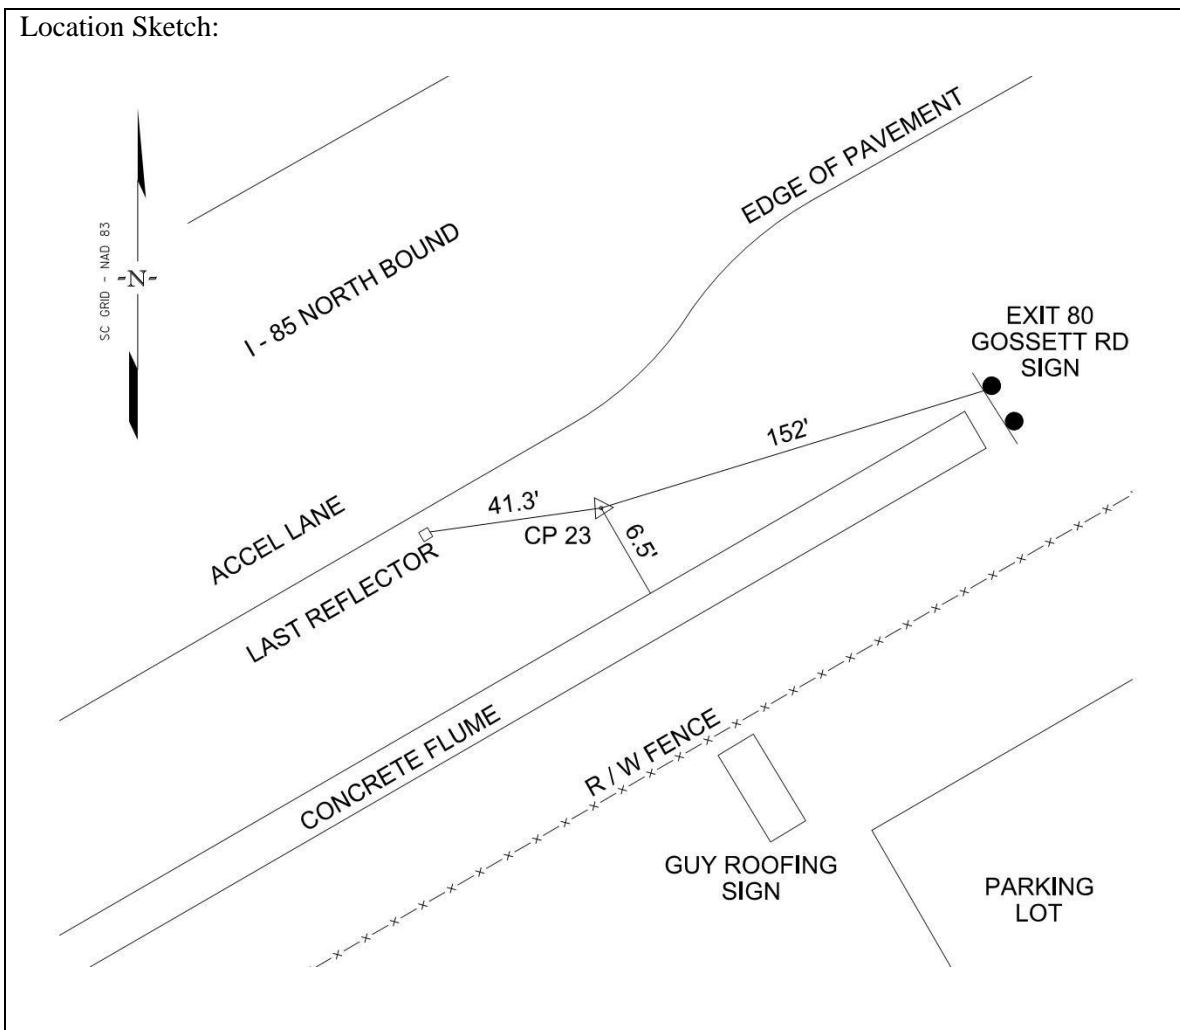 Location Sketch:
EDGE OF PAVEMENT
SC GRID - NAD 83
-N-
I - 85 NORTH BOUND
EXIT 80
GOSSETT RD
SIGN
152'
41.3'
CP 23
6.5'
ACCEL LANE
LAST REFLECTOR
CONCRETE FLUME
R / W FENCE
GUY ROOFING
SIGN
PARKING
LOT